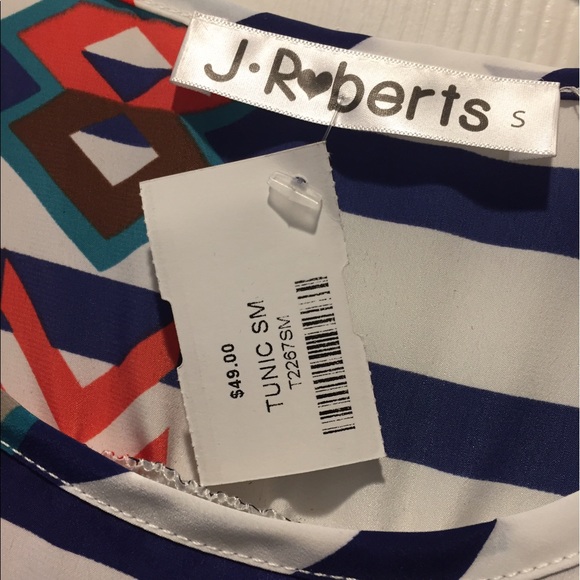 J.R♥berts S
$49.00
TUNIC SM
T2267SM